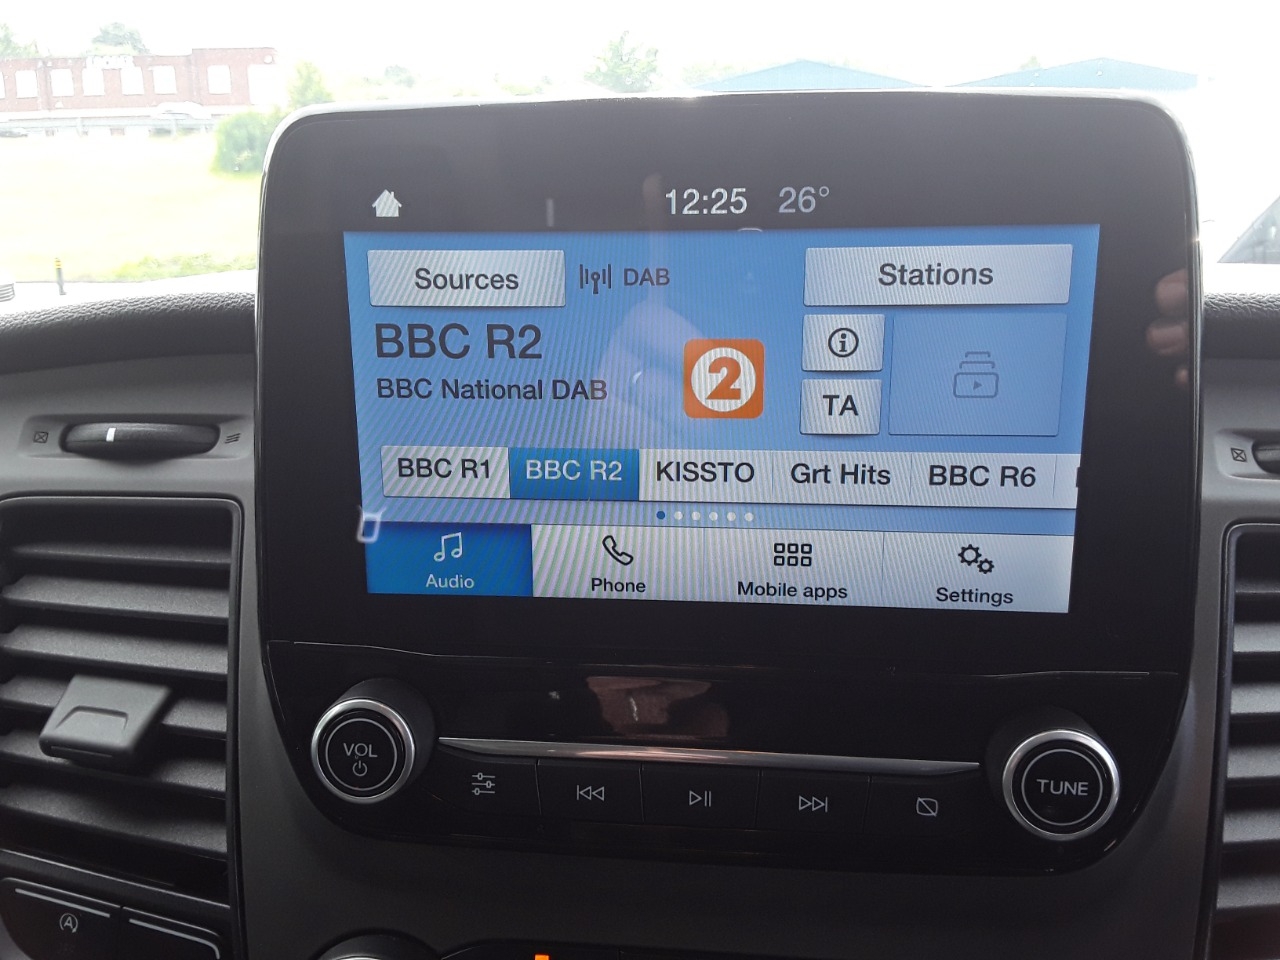 12:25 26°
Sources DAB Stations
BBC R2
BBC National DAB
2
TA
BBC R1 BBC R2 KISSTO Grt Hits BBC R6
Audio Phone Mobile apps Settings
VOL
TUNE
A